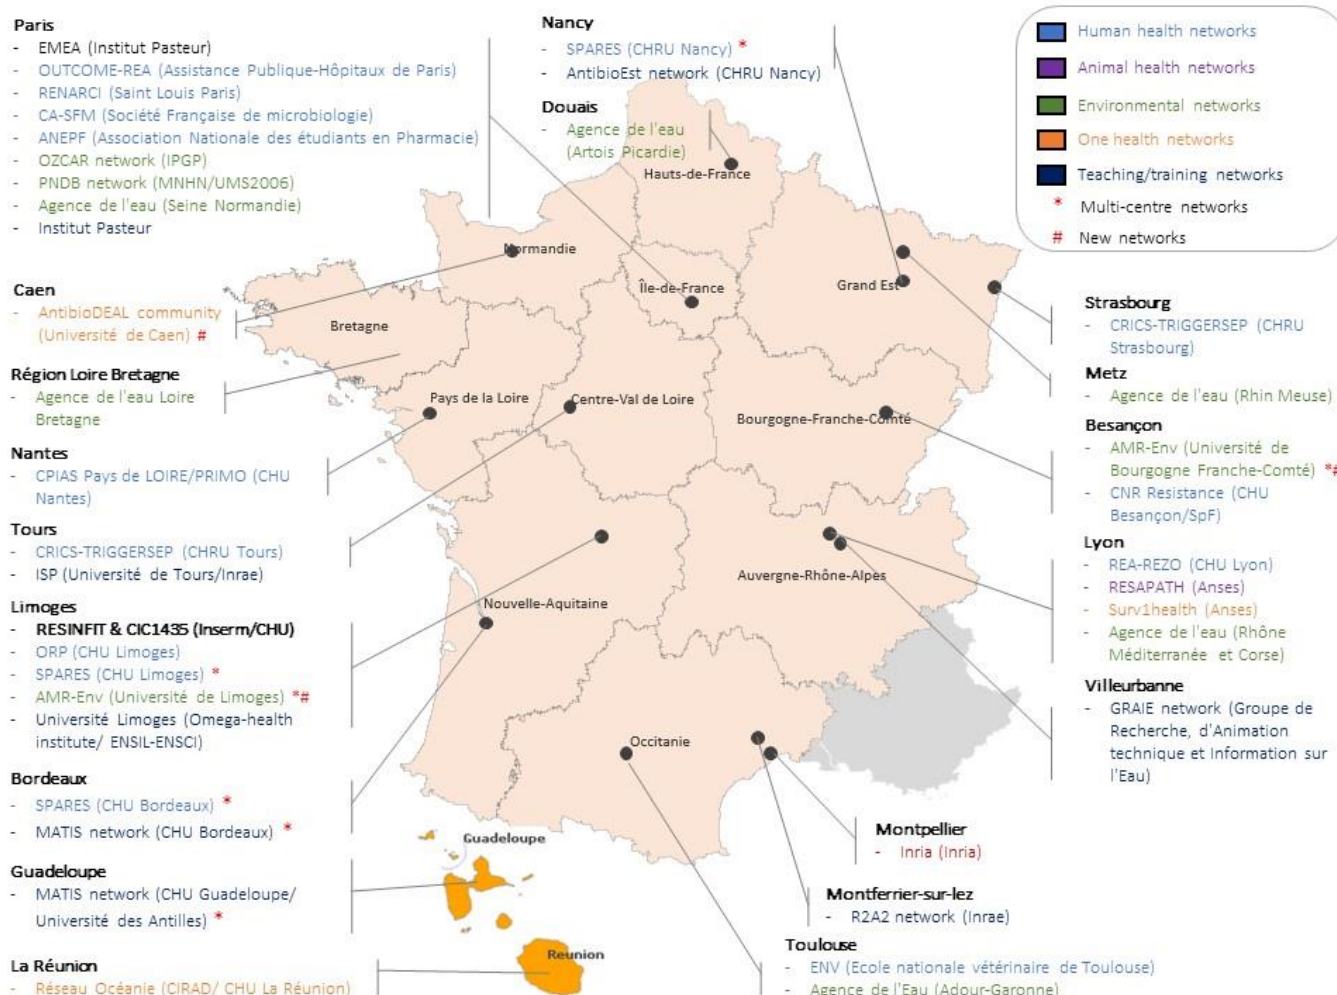 Paris
- EMEA (Institut Pasteur)
- OUTCOME-REA (Assistance Publique-Hôpitaux de Paris)
- RENARCI (Saint Louis Paris)
- CA-SFM (Société Française de microbiologie)
- ANEPF (Association Nationale des étudiants en Pharmacie)
- OZCAR network (IPGP)
- PNDB network (MNHN/UMS2006)
- Agence de l'eau (Seine Normandie)
- Institut Pasteur
Caen
- AntibioDEAL community
(Université de Caen) #
Région Loire Bretagne
- Agence de l'eau Loire
Bretagne
Nantes
- CPIAS Pays de LOIRE/PRIMO (CHU
Nantes)
Tours
- CRICS-TRIGGERSEP (CHRU Tours)
- ISP (Université de Tours/Inrae)
Limoges
- RESINFIT & CIC1435 (Inserm/CHU)
- ORP (CHU Limoges)
- SPARES (CHU Limoges) *
- AMR-Env (Université de Limoges) *#
- Université Limoges (Omega-health
institute/ ENSIL-ENSCI)
Bordeaux
- SPARES (CHU Bordeaux) *
- MATIS network (CHU Bordeaux) *
Guadeloupe
- MATIS network (CHU Guadeloupe/
Université des Antilles) *
La Réunion
- Réseau Océanie (CIRAD/ CHU La Réunion)
Nancy
- SPARES (CHRU Nancy) *
- AntibioEst network (CHRU Nancy)
Douais
- Agence de l'eau
(Artois Picardie)
Hauts-de-France
Normandie
Île-de-France
Grand Est
Bretagne
Pays de la Loire
Centre-Val de Loire
Bourgogne-Franche-Comté
Auvergne-Rhône-Alpes
Nouvelle-Aquitaine
Occitanie
Guadeloupe
Reunion
Human health networks
Animal health networks
Environmental networks
One health networks
Teaching/training networks
* Multi-centre networks
# New networks
Strasbourg
- CRICS-TRIGGERSEP (CHRU
Strasbourg)
Metz
- Agence de l'eau (Rhin Meuse)
Besançon
- AMR-Env (Université de
Bourgogne Franche-Comté) *#
- CNR Resistance (CHU
Besançon/SpF)
Lyon
- REA-REZO (CHU Lyon)
- RESAPATH (Anses)
- Surv1health (Anses)
- Agence de l'eau (Rhône
Méditerranée et Corse)
Villeurbanne
- GRAIE network (Groupe de
Recherche, d'Animation
technique et Information sur
l'Eau)
Montpellier
- Inria (Inria)
Montferrier-sur-lez
- R2A2 network (Inrae)
Toulouse
- ENV (Ecole nationale vétérinaire de Toulouse)
- Agence de l'Eau (Adour-Garonne)